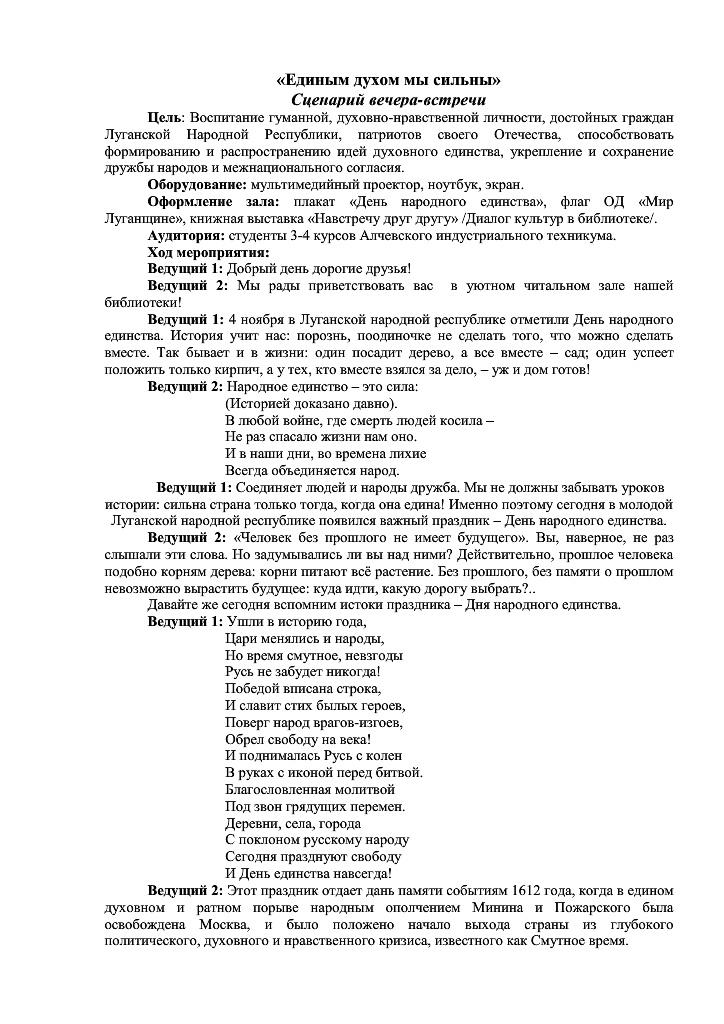 «Единым духом мы сильны»
Сценарий вечера-встречи
Цель: Воспитание гуманной, духовно-нравственной личности, достойных граждан
Луганской Народной Республики, патриотов своего Отечества, способствовать
формированию и распространению идей духовного единства, укрепление и сохранение
дружбы народов и межнационального согласия.
Оборудование: мультимедийный проектор, ноутбук, экран.
Оформление зала: плакат «День народного единства», флаг ОД «Мир
Луганщине», книжная выставка «Навстречу друг другу» /Диалог культур в библиотеке/.
Аудитория: студенты 3-4 курсов Алчевского индустриального техникума.
Ход мероприятия:
Ведущий 1: Добрый день дорогие друзья!
Ведущий 2: Мы рады приветствовать вас в уютном читальном зале нашей
библиотеки!
Ведущий 1: 4 ноября в Луганской народной республике отметили День народного
единства. История учит нас: порознь, поодиночке не сделать того, что можно сделать
вместе. Так бывает и в жизни: один посадит дерево, а все вместе – сад; один успеет
положить только кирпич, а у тех, кто вместе взялся за дело, – уж и дом готов!
Ведущий 2: Народное единство – это сила:
(Историей доказано давно).
В любой войне, где смерть людей косила –
Не раз спасало жизни нам оно.
И в наши дни, во времена лихие
Всегда объединяется народ.
Ведущий 1: Соединяет людей и народы дружба. Мы не должны забывать уроков
истории: сильна страна только тогда, когда она едина! Именно поэтому сегодня в молодой
Луганской народной республике появился важный праздник – День народного единства.
Ведущий 2: «Человек без прошлого не имеет будущего». Вы, наверное, не раз
слышали эти слова. Но задумывались ли вы над ними? Действительно, прошлое человека
подобно корням дерева: корни питают всё растение. Без прошлого, без памяти о прошлом
невозможно вырастить будущее: куда идти, какую дорогу выбрать?..
Давайте же сегодня вспомним истоки праздника – Дня народного единства.
Ведущий 1: Ушли в историю года,
Цари менялись и народы,
Но время смутное, невзгоды
Русь не забудет никогда!
Победой вписана строка,
И славит стих былых героев,
Поверг народ врагов-изгоев,
Обрел свободу на века!
И поднималась Русь с колен
В руках с иконой перед битвой.
Благословленная молитвой
Под звон грядущих перемен.
Деревни, села, города
С поклоном русскому народу
Сегодня празднуют свободу
И День единства навсегда!
Ведущий 2: Этот праздник отдает дань памяти событиям 1612 года, когда в едином
духовном и ратном порыве народным ополчением Минина и Пожарского была
освобождена Москва, и было положено начало выхода страны из глубокого
политического, духовного и нравственного кризиса, известного как Смутное время.